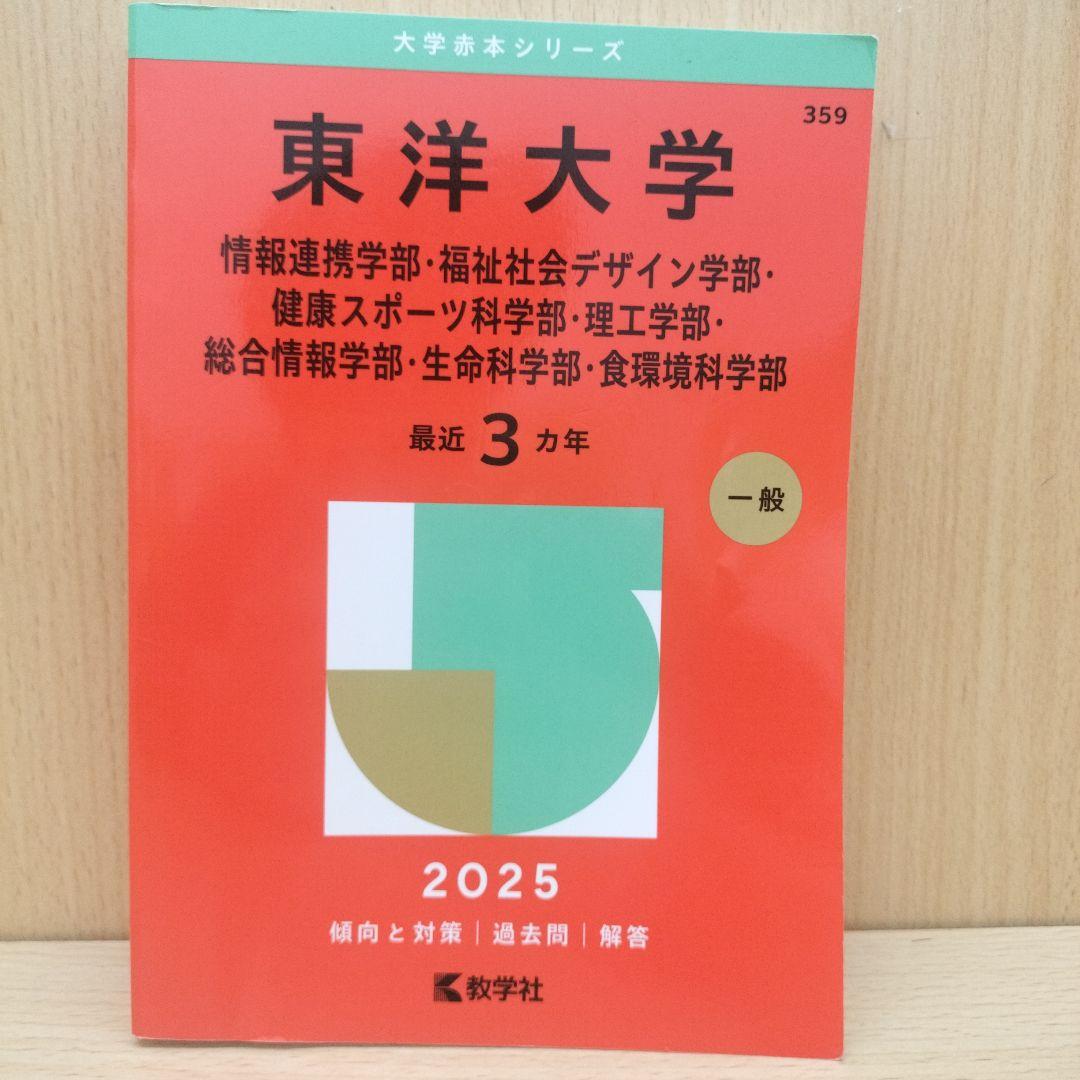 大学赤本シリーズ
359
東洋大学
情報連携学部・福祉社会デザイン学部・
健康スポーツ科学部・理工学部・
総合情報学部・生命科学部・食環境科学部
最近3カ年
一般
2025
傾向と対策|過去問|解答
教学社